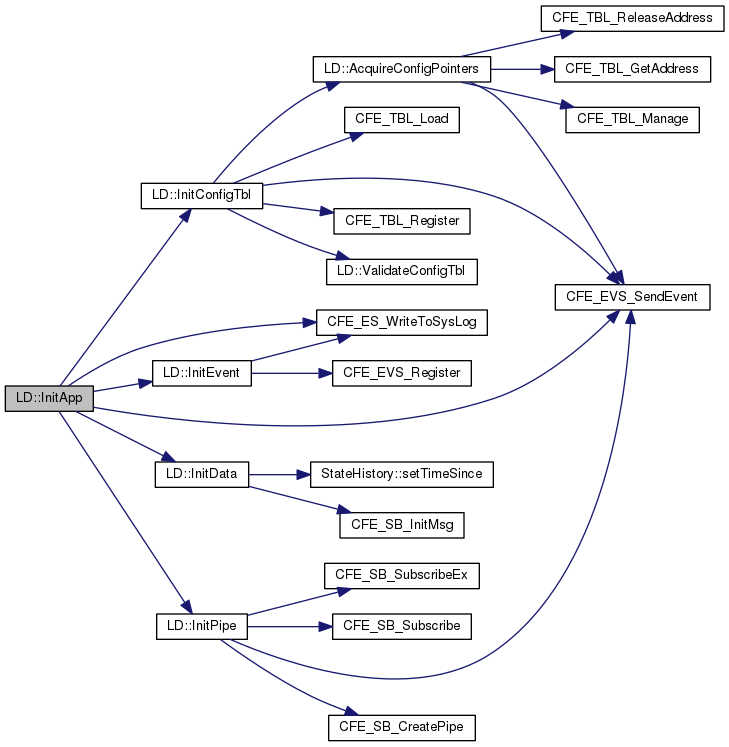 CFE_TBL_ReleaseAddress
LD::AcquireConfigPointers
CFE_TBL_GetAddress
CFE_TBL_Load
CFE_TBL_Manage
LD::InitConfigTbl
CFE_TBL_Register
LD::ValidateConfigTbl
CFE_EVS_SendEvent
CFE_ES_WriteToSysLog
LD::InitEvent
CFE_EVS_Register
LD::InitApp
LD::InitData
StateHistory::setTimeSince
CFE_SB_InitMsg
CFE_SB_SubscribeEx
LD::InitPipe
CFE_SB_Subscribe
CFE_SB_CreatePipe